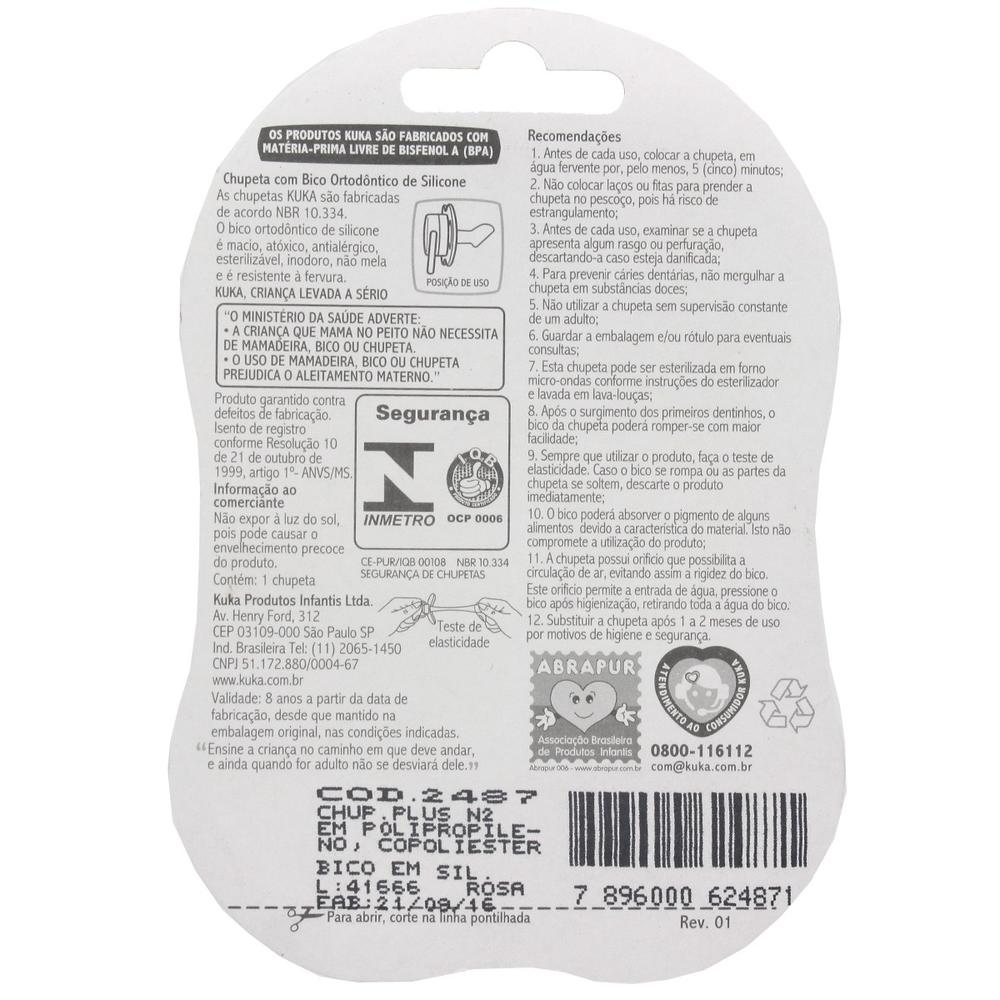 OS PRODUTOS KUKA SÃO FABRICADOS COM
MATÉRIA-PRIMA LIVRE DE BISFENOL A (BPA)
Chupeta com Bico Ortodôntico de Silicone
As chupetas KUKA são fabricadas
de acordo NBR 10.334.
O bico ortodôntico de silicone
é macio, atóxico, antialérgico,
esterilizável, inodoro, não mela
e é resistente à fervura.
KUKA, CRIANÇA LEVADA A SÉRIO
POSIÇÃO DE USO
"O MINISTÉRIO DA SAÚDE ADVERTE:
• A CRIANÇA QUE MAMA NO PEITO NÃO NECESSITA
DE MAMADEIRA, BICO OU CHUPETA.
• O USO DE MAMADEIRA, BICO OU CHUPETA
PREJUDICA O ALEITAMENTO MATERNO."
Produto garantido contra
defeitos de fabricação.
Isento de registro
conforme Resolução 10
de 21 de outubro de
1999, artigo 1º- ANVS/MS.
Informação ao
comerciante
Não expor à luz do sol,
pois pode causar o
envelhecimento precoce
do produto.
Contém: 1 chupeta
Segurança
IQB
INMETRO
OCP 0006
CE-PUR/IQB 00108 NBR 10.334
SEGURANÇA DE CHUPETAS
Kuka Produtos Infantis Ltda.
Av. Henry Ford, 312
CEP 03109-000 São Paulo SP
Ind. Brasileira Tel: (11) 2065-1450
CNPJ 51.172.880/0004-67
www.kuka.com.br
Teste de
elasticidade
Validade: 8 anos a partir da data de
fabricação, desde que mantido na
embalagem original, nas condições indicadas.
“Ensine a criança no caminho em que deve andar,
e ainda quando for adulto não se desviará dele.”
Recomendações
1. Antes de cada uso, colocar a chupeta, em
água fervente por, pelo menos, 5 (cinco) minutos;
2. Não colocar laços ou fitas para prender a
chupeta no pescoço, pois há risco de
estrangulamento;
3. Antes de cada uso, examinar se a chupeta
apresenta algum rasgo ou perfuração,
descartando-a caso esteja danificada;
4. Para prevenir cáries dentárias, não mergulhar a
chupeta em substâncias doces;
5. Não utilizar a chupeta sem supervisão constante
de um adulto;
6. Guardar a embalagem e/ou rótulo para eventuais
consultas;
7. Esta chupeta pode ser esterilizada em forno
micro-ondas conforme instruções do esterilizador
e lavada em lava-louças;
8. Após o surgimento dos primeiros dentinhos, o
bico da chupeta poderá romper-se com maior
facilidade;
9. Sempre que utilizar o produto, faça o teste de
elasticidade. Caso o bico se rompa ou as partes da
chupeta se soltem, descarte o produto
imediatamente;
10. O bico poderá absorver o pigmento de alguns
alimentos devido a característica do material. Isto não
compromete a utilização do produto;
11. A chupeta possui orifício que possibilita a
circulação de ar, evitando assim a rigidez do bico.
Este orifício permite a entrada de água, pressione o
bico após higienização, retirando toda a água do bico.
12. Substituir a chupeta após 1 a 2 meses de uso
por motivos de higiene e segurança.
ABRAPUR
Associação Brasileira
de Produtos Infantis
Abrapur 006 - www.abrapur.com.br
ATENDIMENTO AO CONSUMIDOR KUKA
0800-116112
com@kuka.com.br
COD.2487
CHUP.PLUS N2
EM POLIPROPILE-
NO, COPOLIESTER
BICO EM SIL.
L:41666 ROSA
FAB:21/09/16
7 896000 624871
Para abrir, corte na linha pontilhada
Rev. 01